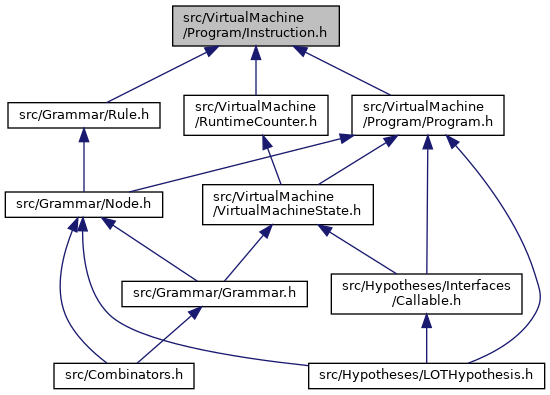 src/VirtualMachine
/Program/Instruction.h
src/Grammar/Rule.h
src/VirtualMachine
/RuntimeCounter.h
src/VirtualMachine
/Program/Program.h
src/Grammar/Node.h
src/VirtualMachine
/VirtualMachineState.h
src/Grammar/Grammar.h
src/Hypotheses/Interfaces
/Callable.h
src/Combinators.h
src/Hypotheses/LOTHypothesis.h